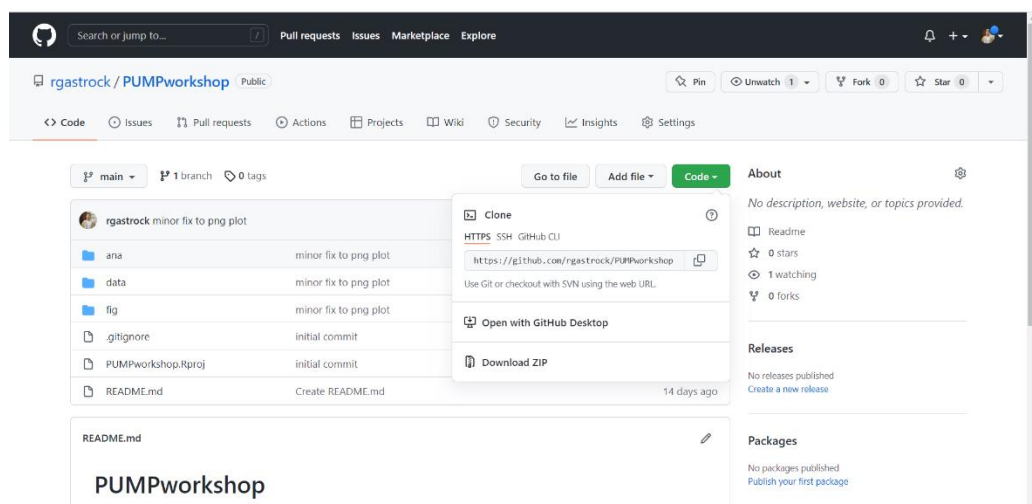 Search or jump to... / Pull requests Issues Marketplace Explore
rgastrock / PUMPworkshop Public Pin Unwatch 1 Fork 0 Star 0
Code Issues Pull requests Actions Projects Wiki Security Insights Settings
main 1 branch 0 tags Go to file Add file Code
rgastrock minor fix to png plot
ana minor fix to png plot
data minor fix to png plot
fig minor fix to png plot
.gitignore initial commit
PUMPworkshop.Rproj initial commit
README.md Create README.md 14 days ago
Clone
HTTPS SSH GitHub CLI
https://github.com/rgastrock/PUMPworkshop
Use Git or checkout with SVN using the web URL.
Open with GitHub Desktop
Download ZIP
README.md
PUMPworkshop
About
No description, website, or topics provided.
Readme
0 stars
1 watching
0 forks
Releases
No releases published
Create a new release
Packages
No packages published
Publish your first package